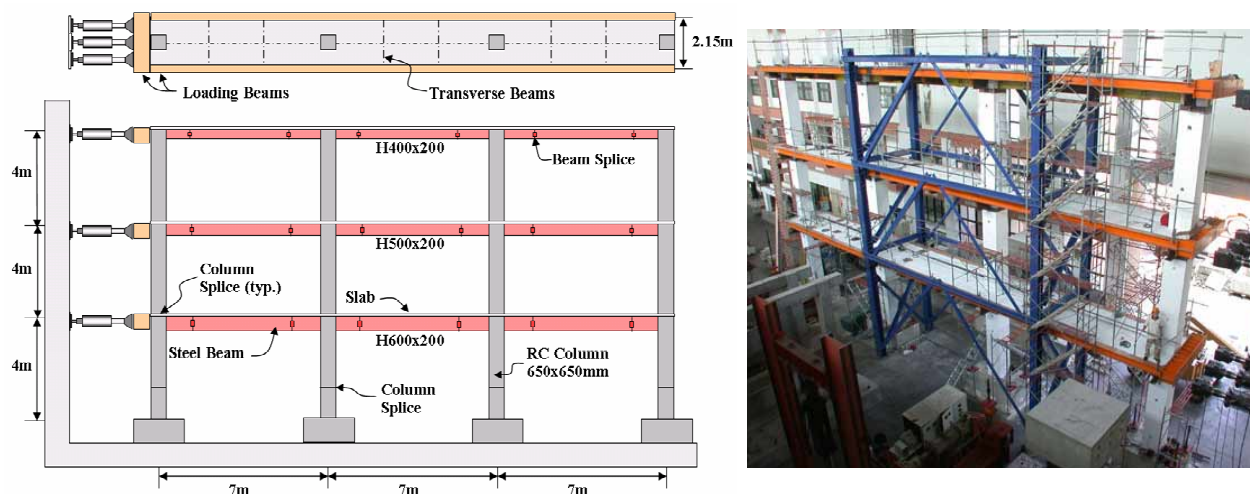 2.15m
Loading Beams
Transverse Beams
H400x200
Beam Splice
4m
H500x200
4m
Column
Splice (typ.)
Slab
H600x200
Steel Beam
4m
RC Column
650x650mm
Column
Splice
7m
7m
7m